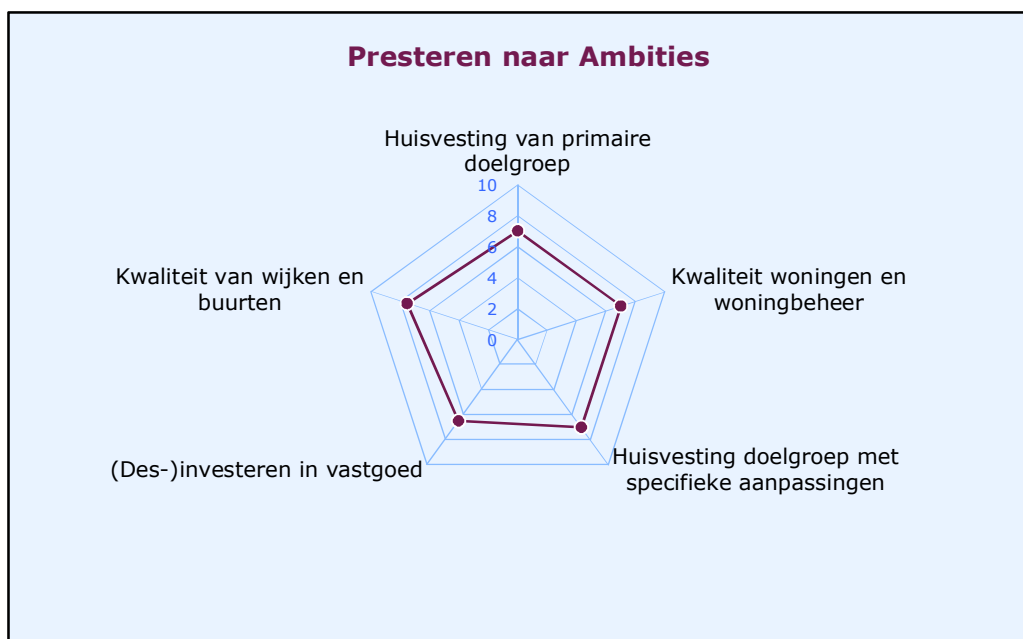 Presteren naar Ambities
Huisvesting van primaire
doelgroep
10
8
6
4
2
0
Kwaliteit van wijken en
buurten
Kwaliteit woningen en
woningbeheer
(Des-)investeren in vastgoed
Huisvesting doelgroep met
specifieke aanpassingen